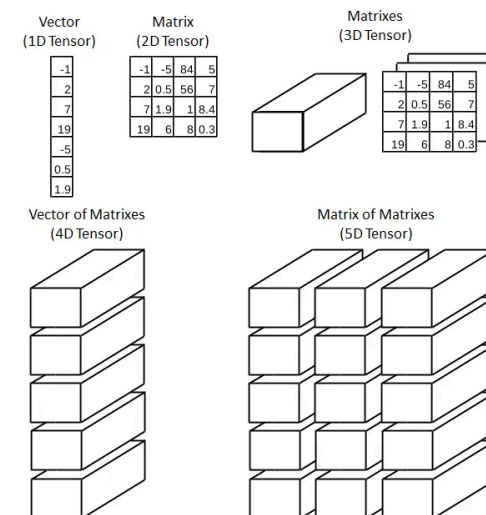 Vector
(1D Tensor)
-1
2
7
19
-5
0.5
1.9
Matrix
(2D Tensor)
-1 -5 84 5
2 0.5 56 7
7 1.9 1 8.4
19 6 8 0.3
Matrixes
(3D Tensor)
-1 -5 84 5
2 0.5 56 7
7 1.9 1 8.4
19 6 8 0.3
Vector of Matrixes
(4D Tensor)
Matrix of Matrixes
(5D Tensor)